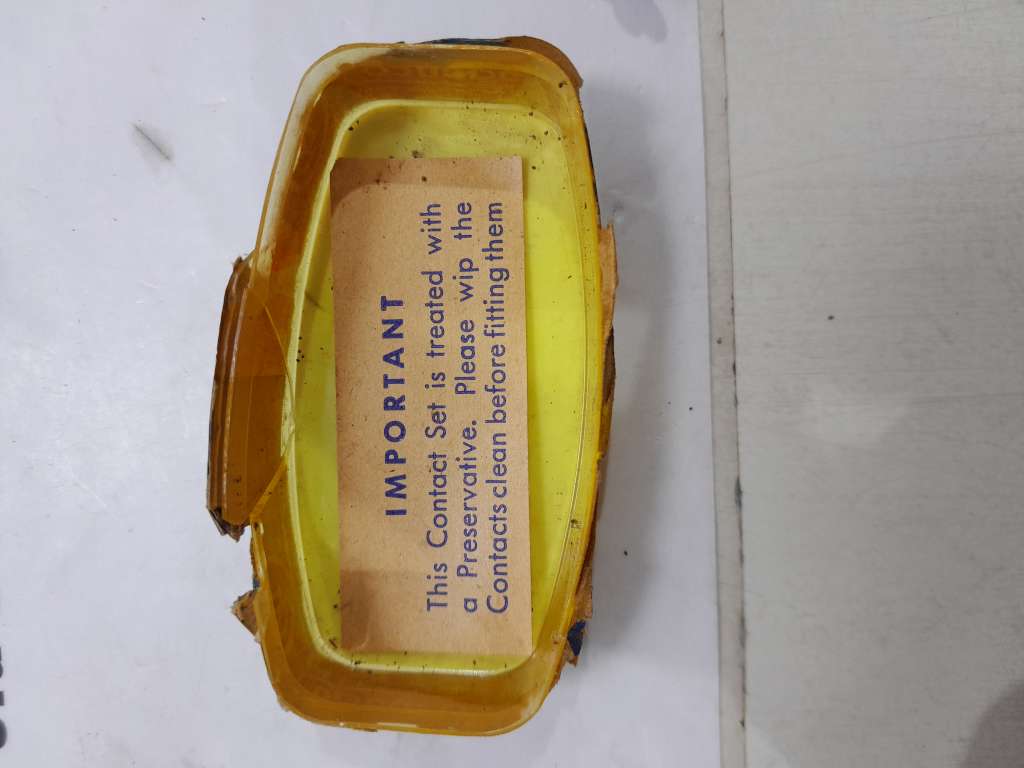 IMPORTANT
This Contact Set is treated with
a Preservative. Please wip the
Contacts clean before fitting them